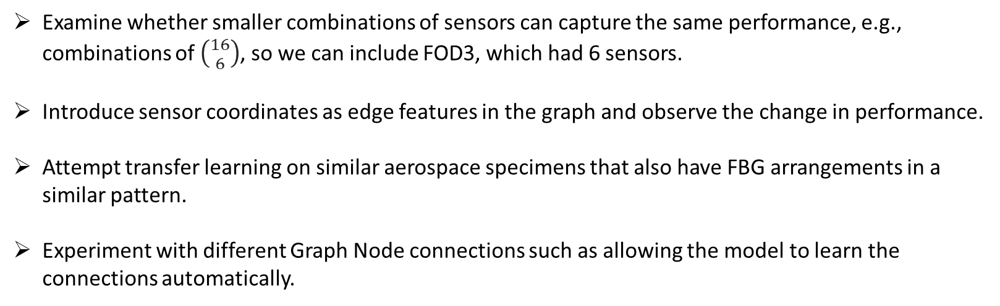 ➢ Examine whether smaller combinations of sensors can capture the same performance, e.g.,
combinations of (16 6), so we can include FOD3, which had 6 sensors.
➢ Introduce sensor coordinates as edge features in the graph and observe the change in performance.
➢ Attempt transfer learning on similar aerospace specimens that also have FBG arrangements in a
similar pattern.
➢ Experiment with different Graph Node connections such as allowing the model to learn the
connections automatically.